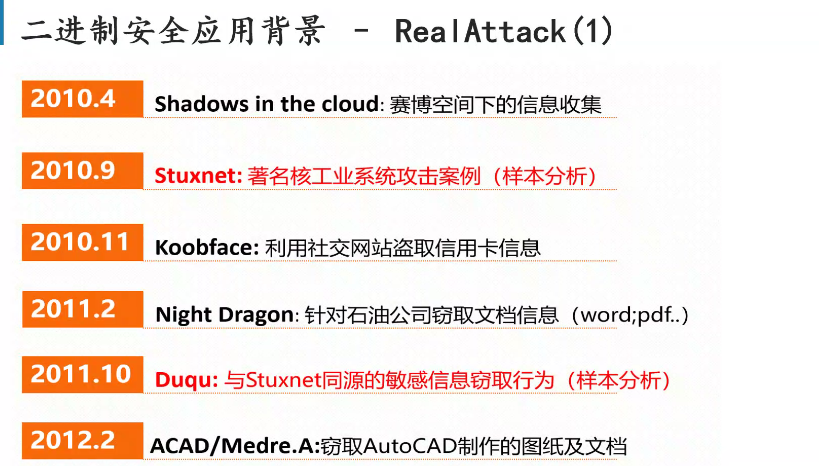 二进制安全应用背景 - RealAttack(1)
2010.4 Shadows in the cloud: 赛博空间下的信息收集
2010.9 Stuxnet: 著名核工业系统攻击案例（样本分析）
2010.11 Koobface: 利用社交网站盗取信用卡信息
2011.2 Night Dragon: 针对石油公司窃取文档信息（word;pdf..）
2011.10 Duqu: 与Stuxnet同源的敏感信息窃取行为（样本分析）
2012.2 ACAD/Medre.A:窃取AutoCAD制作的图纸及文档